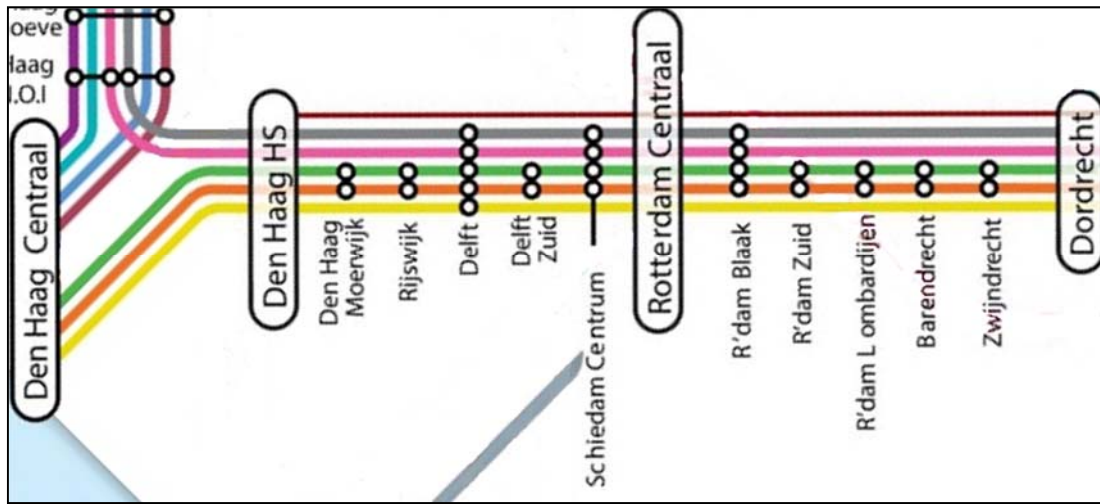 oeve
Haag
Den Haag Centraal
Den Haag HS
Den Haag
Moerwijk
Rijswijk
Delft
Delft
Zuid
Schiedam Centrum
Rotterdam Centraal
R'dam Blaak
R'dam Zuid
R'dam L ombardijen
Barendrecht
Zwijndrecht
Dordrecht